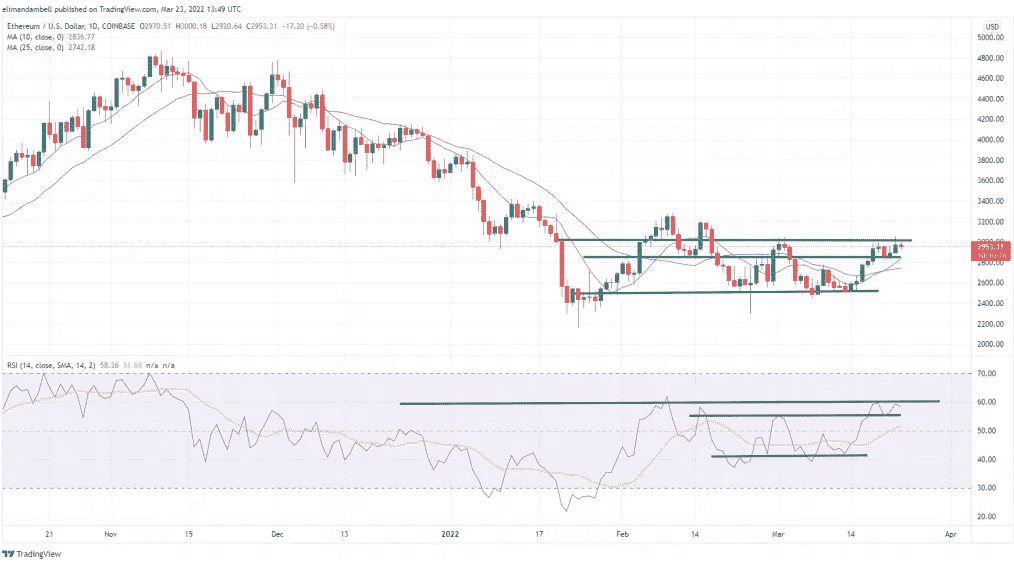 elimandambell published on TradingView.com, Mar 23, 2022 13:49 UTC
Ethereum / U.S. Dollar, 1D, COINBASE O2970.51 H3000.18 L2920.64 C2953.31 -17.20 (-0.58%)
USD
MA (10, close, 0) 2836.77
MA (25, close, 0) 2742.18
5000.00
4800.00
4600.00
4400.00
4200.00
4000.00
3800.00
3600.00
3400.00
3200.00
2953.31
2800.00
2600.00
2400.00
2200.00
2000.00
RSI (14, close, SMA, 14, 2) 58.36 n/a n/a
70.00
60.00
50.00
40.00
30.00
20.00
21 Nov 15 Dec 13 2022 17 Feb 14 Mar 14 Apr
TradingView